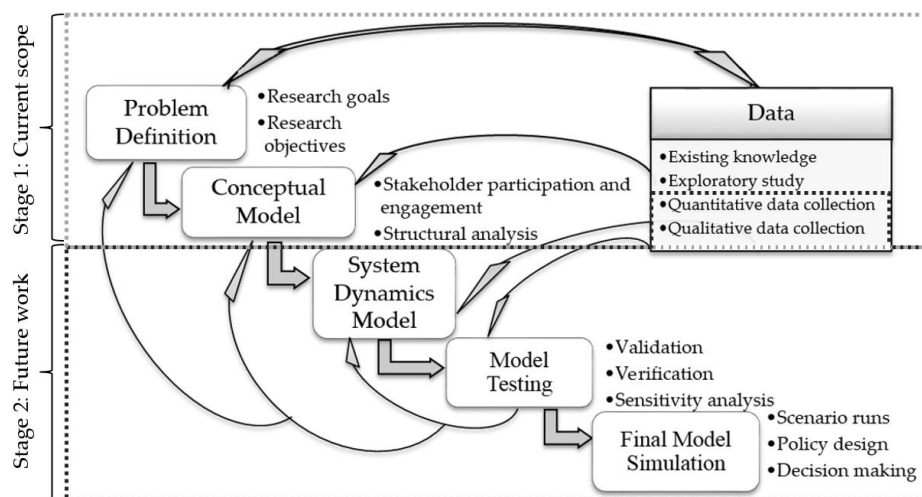 Stage 1: Current scope
Problem
Definition
•Research goals
•Research
objectives
Data
•Existing knowledge
•Exploratory study
•Quantitative data collection
•Qualitative data collection
Conceptual
Model
•Stakeholder participation and
engagement
•Structural analysis
Stage 2: Future work
System
Dynamics
Model
Model
Testing
•Validation
•Verification
•Sensitivity analysis
Final Model
Simulation
•Scenario runs
•Policy design
•Decision making